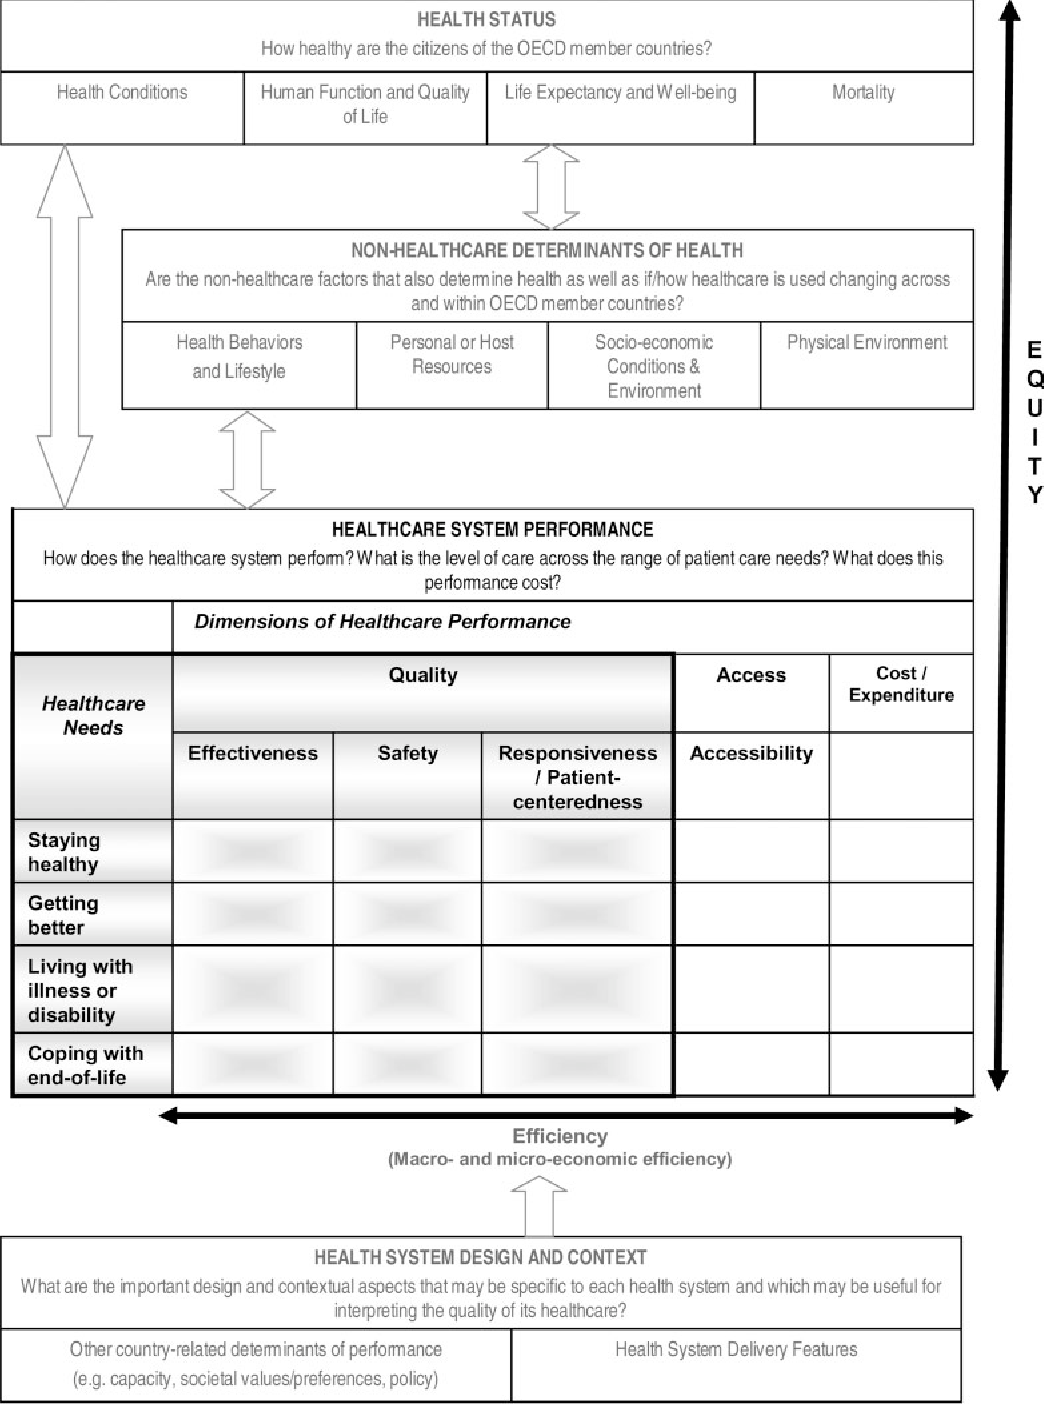 HEALTH STATUS
How healthy are the citizens of the OECD member countries?
Health Conditions
Human Function and Quality
of Life
Life Expectancy and Well-being
Mortality
NON-HEALTHCARE DETERMINANTS OF HEALTH
Are the non-healthcare factors that also determine health as well as if/how healthcare is used changing across
and within OECD member countries?
Health Behaviors
and Lifestyle
Personal or Host
Resources
Socio-economic
Conditions &
Environment
Physical Environment
E
Q
U
I
T
Y
HEALTHCARE SYSTEM PERFORMANCE
How does the healthcare system perform? What is the level of care across the range of patient care needs? What does this
performance cost?
Dimensions of Healthcare Performance
Healthcare
Needs
Quality
Access
Cost /
Expenditure
Effectiveness
Safety
Responsiveness
/ Patient-
centeredness
Accessibility
Staying
healthy
Getting
better
Living with
illness or
disability
Coping with
end-of-life
Efficiency
(Macro- and micro-economic efficiency)
HEALTH SYSTEM DESIGN AND CONTEXT
What are the important design and contextual aspects that may be specific to each health system and which may be useful for
interpreting the quality of its healthcare?
Other country-related determinants of performance
(e.g. capacity, societal values/preferences, policy)
Health System Delivery Features